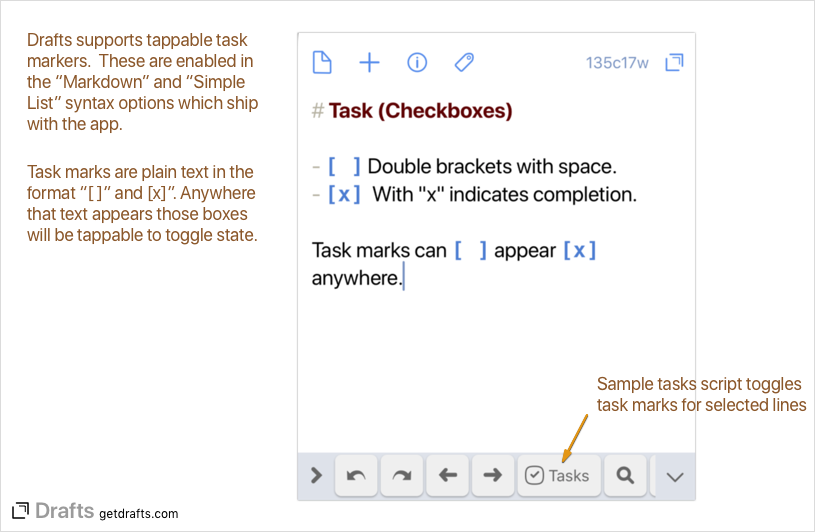 Drafts supports tappable task
markers.  These are enabled in
the “Markdown” and “Simple
List” syntax options which ship
with the app.
Task marks are plain text in the
format “[ ]” and [x]”. Anywhere
that text appears those boxes
will be tappable to toggle state.
135c17w
# Task (Checkboxes)
- [ ] Double brackets with space.
- [x] With "x" indicates completion.
Task marks can [ ] appear [x]
anywhere.
Sample tasks script toggles
task marks for selected lines
Tasks
Drafts getdrafts.com